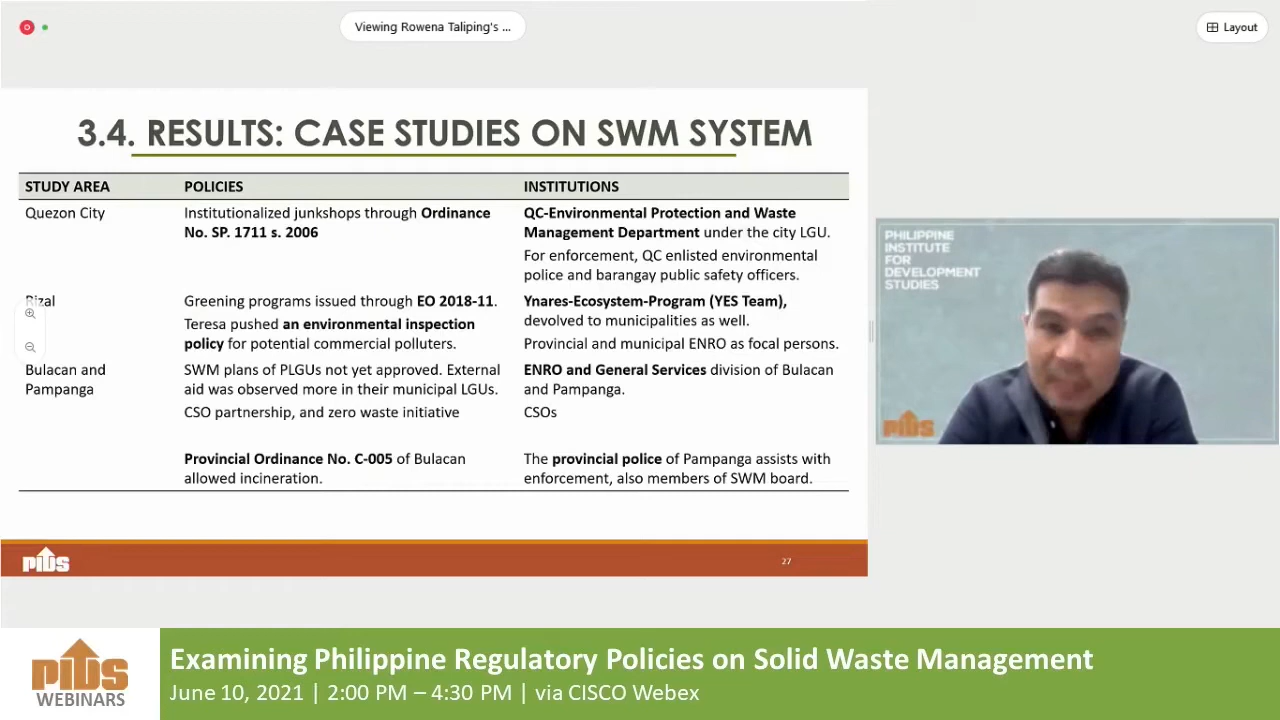 Viewing Rowena Taliping's ...
Layout
3.4. RESULTS: CASE STUDIES ON SWM SYSTEM
STUDY AREA POLICIES INSTITUTIONS
Quezon City
Institutionalized junkshops through Ordinance
No. SP. 1711 s. 2006
QC-Environmental Protection and Waste
Management Department under the city LGU.
For enforcement, QC enlisted environmental
police and barangay public safety officers.
Rizal
Greening programs issued through EO 2018-11.
Teresa pushed an environmental inspection
policy for potential commercial polluters.
Ynares-Ecosystem-Program (YES Team),
devolved to municipalities as well.
Provincial and municipal ENRO as focal persons.
Bulacan and
Pampanga
SWM plans of PLGUs not yet approved. External
aid was observed more in their municipal LGUs.
CSO partnership, and zero waste initiative
Provincial Ordinance No. C-005 of Bulacan
allowed incineration.
ENRO and General Services division of Bulacan
and Pampanga.
CSOs
The provincial police of Pampanga assists with
enforcement, also members of SWM board.
PIDS
27
PHILIPPINE
INSTITUTE
FOR
DEVELOPMENT
STUDIES
PIDS
PIDS
WEBINARS
Examining Philippine Regulatory Policies on Solid Waste Management
June 10, 2021 | 2:00 PM – 4:30 PM | via CISCO Webex